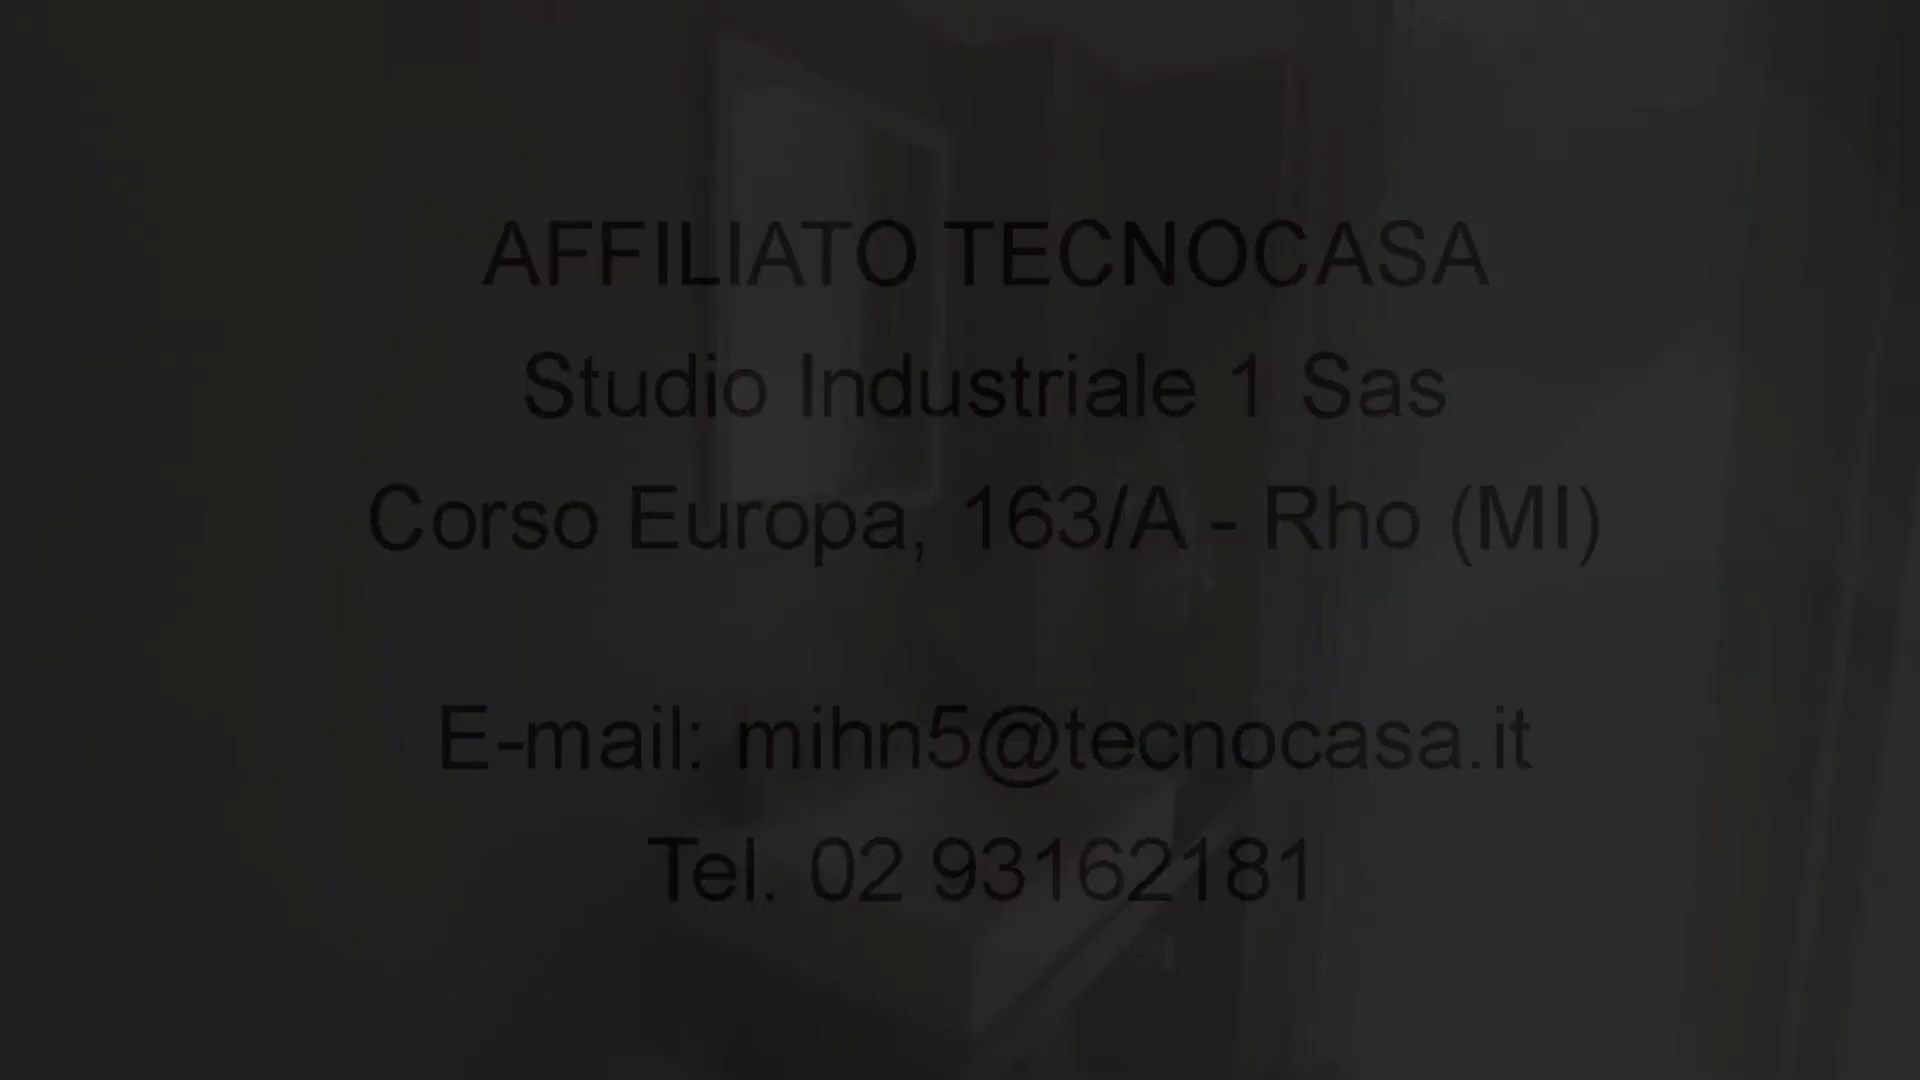 AFFILIATO TECNOCASA
Studio Industriale 1 Sas
Corso Europa, 163/A - Rho (MI)
E-mail: mihn5@tecnocasa.it
Tel. 02 93162181